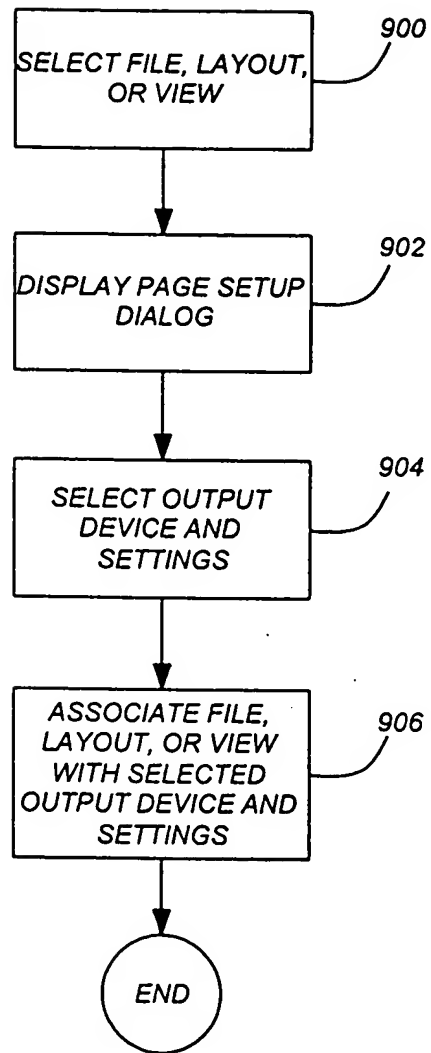 900
SELECT FILE, LAYOUT,
OR VIEW
902
DISPLAY PAGE SETUP
DIALOG
904
SELECT OUTPUT
DEVICE AND
SETTINGS
906
ASSOCIATE FILE,
LAYOUT, OR VIEW
WITH SELECTED
OUTPUT DEVICE AND
SETTINGS
END